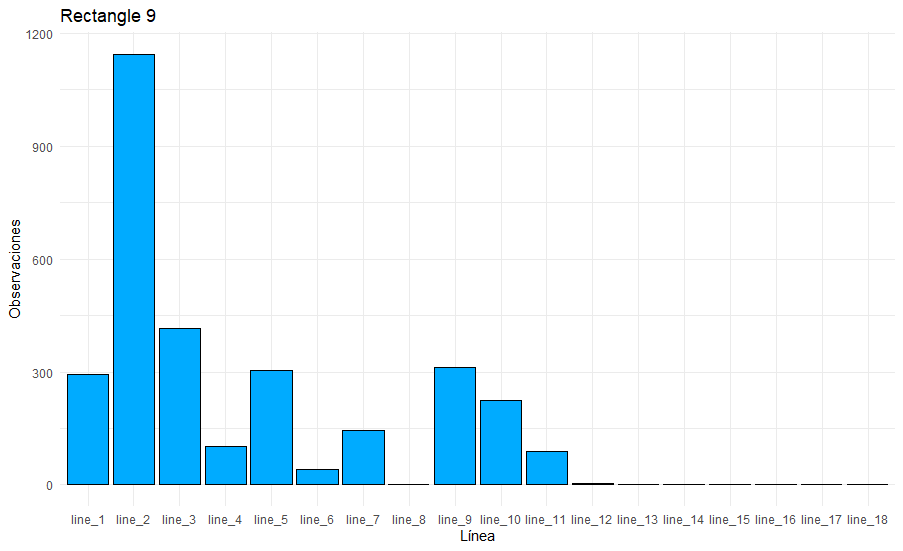 Rectangle 9
1200
900
600
300
0
Observaciones
line_1 line_2 line_3 line_4 line_5 line_6 line_7 line_8 line_9 line_10 line_11 line_12 line_13 line_14 line_15 line_16 line_17 line_18
Línea